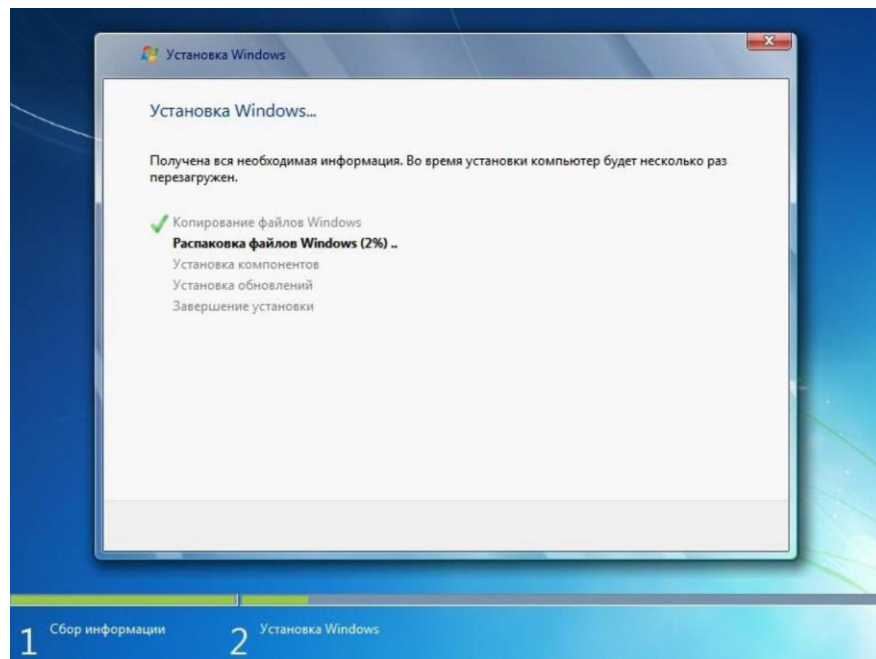 Установка Windows
Установка Windows...
Получена вся необходимая информация. Во время установки компьютер будет несколько раз
перезагружен.
Копирование файлов Windows
Распаковка файлов Windows (2%) ..
Установка компонентов
Установка обновлений
Завершение установки
1 Сбор информации
2 Установка Windows